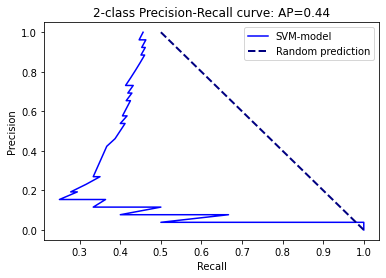 2-class Precision-Recall curve: AP=0.44
SVM-model
Random prediction
Precision
1.0
0.8
0.6
0.4
0.2
0.0
0.3 0.4 0.5 0.6 0.7 0.8 0.9 1.0
Recall